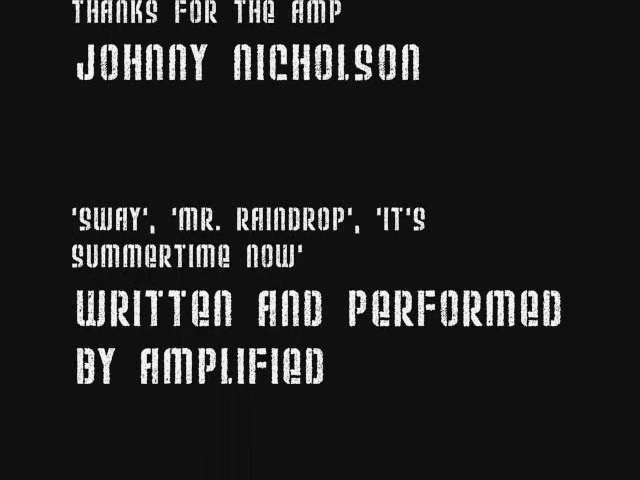 THANKS FOR THE AMP
JOHNNY NICHOLSON
'SWAY', 'MR. RAINDROP', 'IT'S
SUMMERTIME NOW'
WRITTEN AND PERFORMED
BY AMPLIFIED